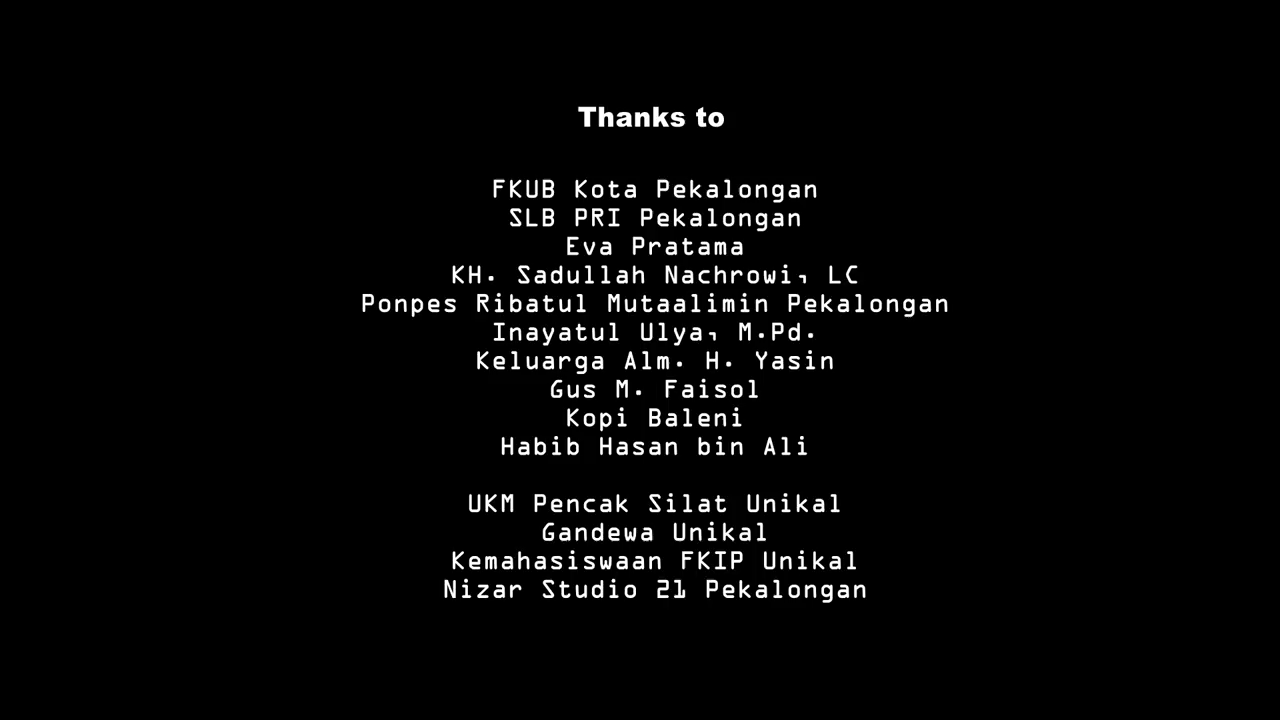 Thanks to
FKUB Kota Pekalongan
SLB PRI Pekalongan
Eva Pratama
KH. Sadullah Nachrowi, LC
Ponpes Ribatul Mutaalimin Pekalongan
Inayatul Ulya, M.Pd.
Keluarga Alm. H. Yasin
Gus M. Faisol
Kopi Baleni
Habib Hasan bin Ali
UKM Pencak Silat Unikal
Gandewa Unikal
Kemahasiswaan FKIP Unikal
Nizar Studio 21 Pekalongan